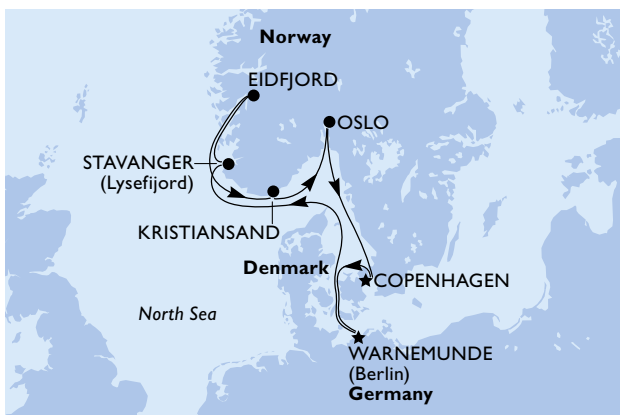 Norway
EIDFJORD
OSLO
STAVANGER
(Lysefijord)
KRISTIANSAND
Denmark
COPENHAGEN
North Sea
WARNEMUNDE
(Berlin)
Germany